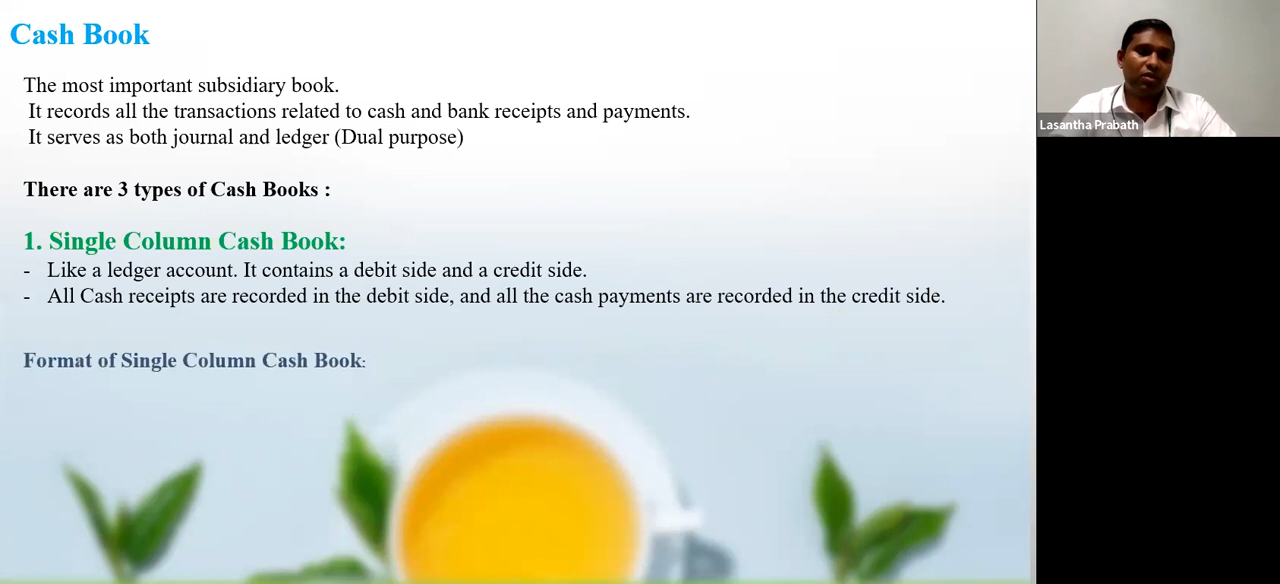 Cash Book
The most important subsidiary book.
It records all the transactions related to cash and bank receipts and payments.
It serves as both journal and ledger (Dual purpose)
There are 3 types of Cash Books :
1. Single Column Cash Book:
- Like a ledger account. It contains a debit side and a credit side.
- All Cash receipts are recorded in the debit side, and all the cash payments are recorded in the credit side.
Format of Single Column Cash Book:
Lasantha Prabath